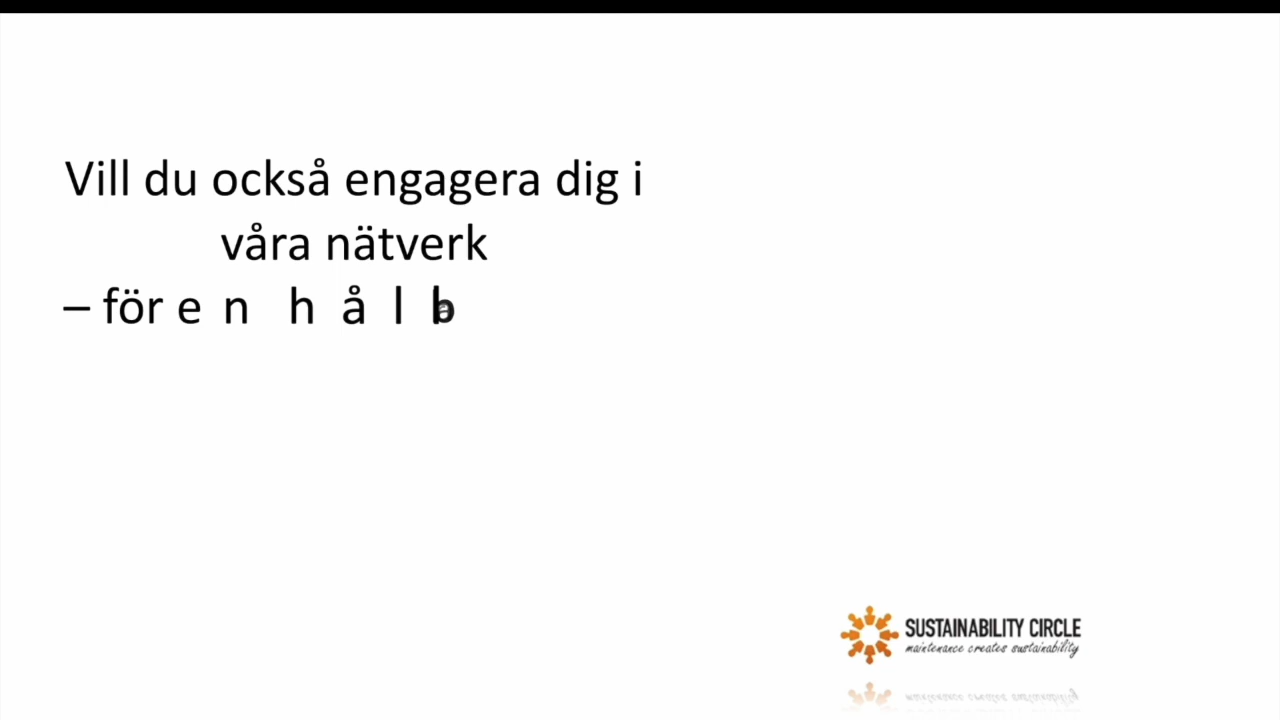 Vill du också engagera dig i
våra nätverk
– för e n h å l b
SUSTAINABILITY CIRCLE
maintenance creates sustainability